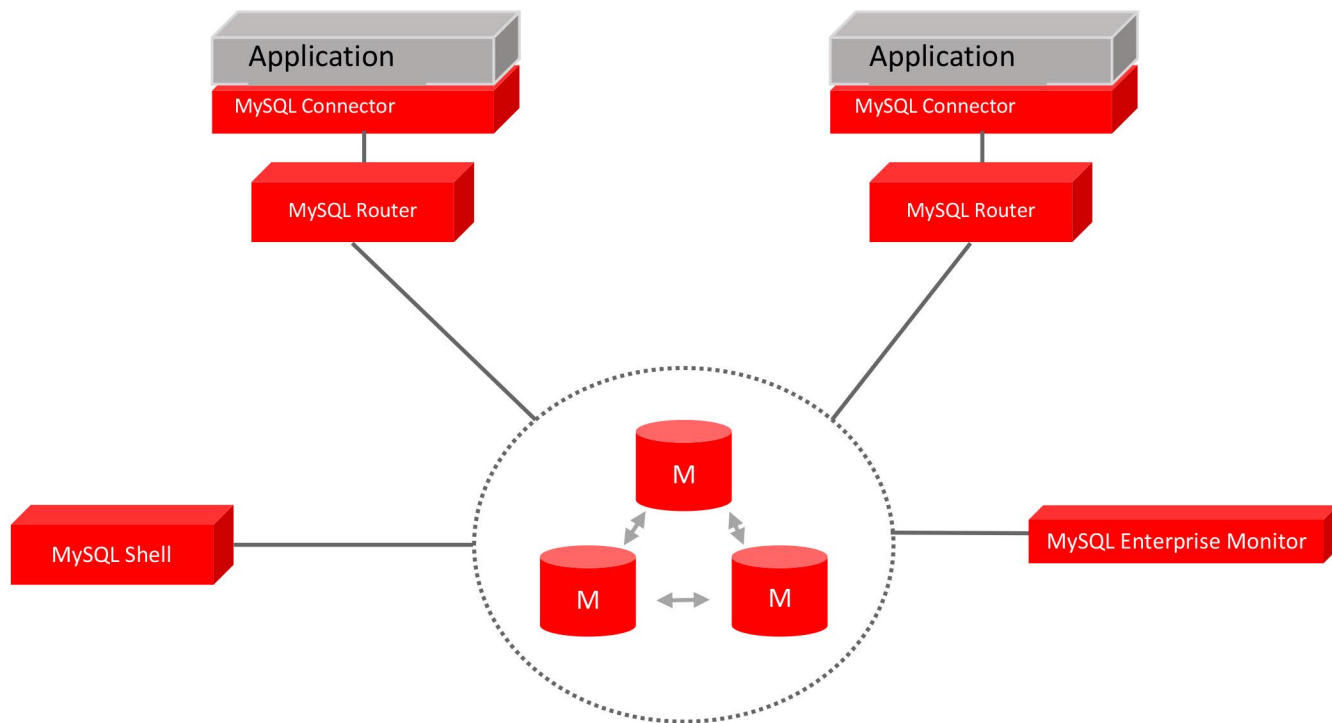 Application
MySQL Connector
MySQL Router
Application
MySQL Connector
MySQL Router
M
M
M
MySQL Shell
MySQL Enterprise Monitor